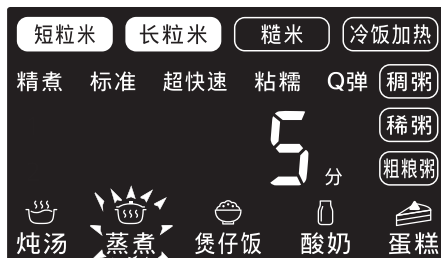 短粒米 长粒米 糙米 冷饭加热
精煮 标准 超快速 粘糯 Q弹 稠粥
稀粥
5 分 粗粮粥
炖汤 蒸煮 煲仔饭 酸奶 蛋糕